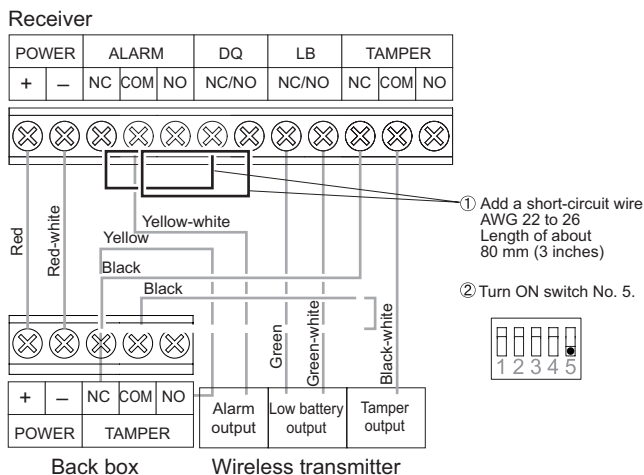 Receiver
POWER ALARM DQ LB TAMPER
+ – NC COM NO NC/NO NC/NO NC COM NO
① Add a short-circuit wire
AWG 22 to 26
Length of about
80 mm (3 inches)
Yellow-white
Yellow
Red
Red-white
Black
Black
② Turn ON switch No. 5.
Green
Green-white
Black-white
1 2 3 4 5
+ – NC COM NO
POWER TAMPER
Alarm
output
Low battery
output
Tamper
output
Back box
Wireless transmitter